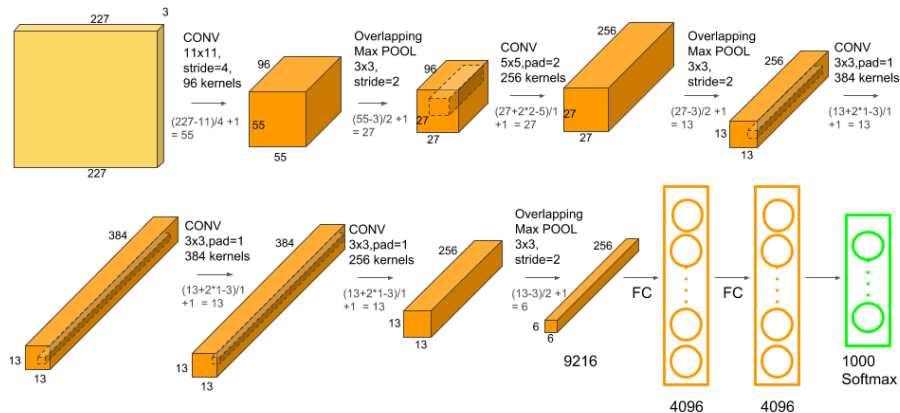 227
3
227
CONV
11x11,
stride=4,
96 kernels
(227-11)/4 +1
= 55
96
55
55
Overlapping
Max POOL
3x3,
stride=2
(55-3)/2 +1
= 27
96
27
27
CONV
5x5,pad=2
256 kernels
(27+2*2-5)/1
+1 = 27
256
27
27
Overlapping
Max POOL
3x3,
stride=2
(27-3)/2 +1
= 13
256
13
13
CONV
3x3,pad=1
384 kernels
(13+2*1-3)/1
+1 = 13
384
13
13
CONV
3x3,pad=1
384 kernels
(13+2*1-3)/1
+1 = 13
384
13
13
CONV
3x3,pad=1
256 kernels
(13+2*1-3)/1
+1 = 13
256
13
13
Overlapping
Max POOL
3x3,
stride=2
(13-3)/2 +1
= 6
256
6
6
9216
FC
4096
FC
4096
1000
Softmax